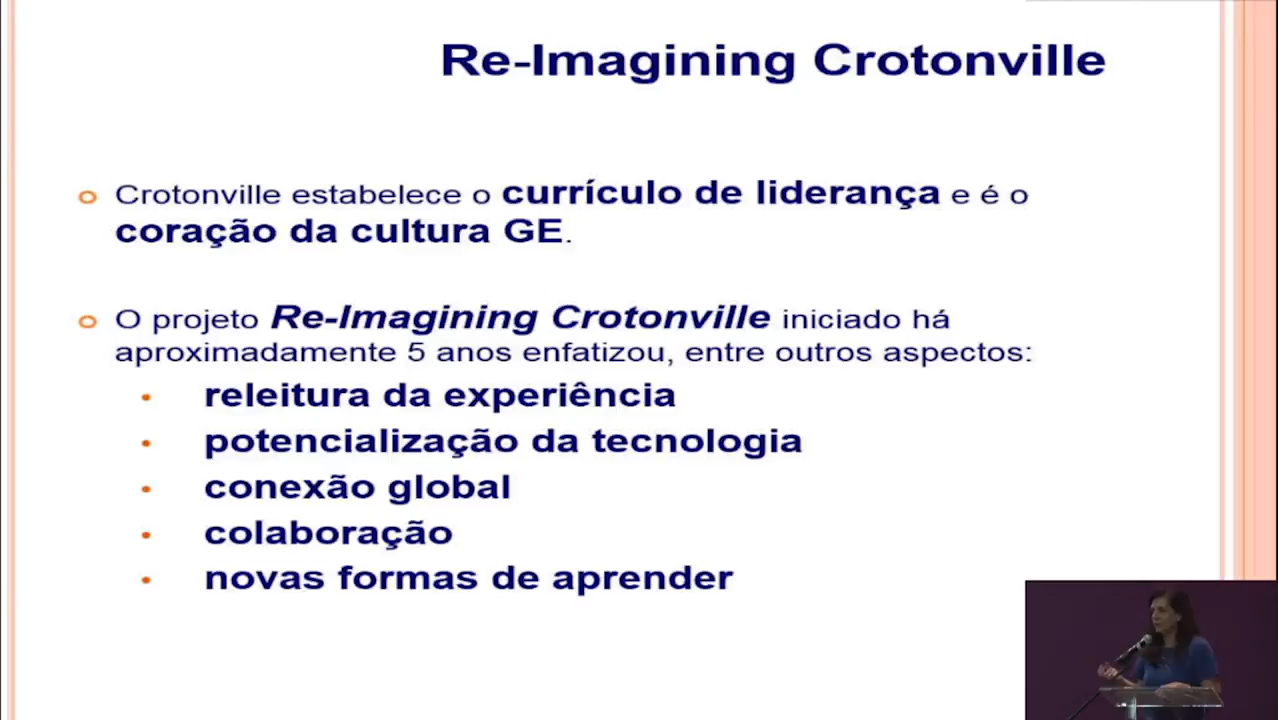 Re-Imagining Crotonville
Crotonville estabelece o currículo de liderança e é o
coração da cultura GE.
O projeto Re-Imagining Crotonville iniciado há
aproximadamente 5 anos enfatizou, entre outros aspectos:
releitura da experiência
potencialização da tecnologia
conexão global
colaboração
novas formas de aprender